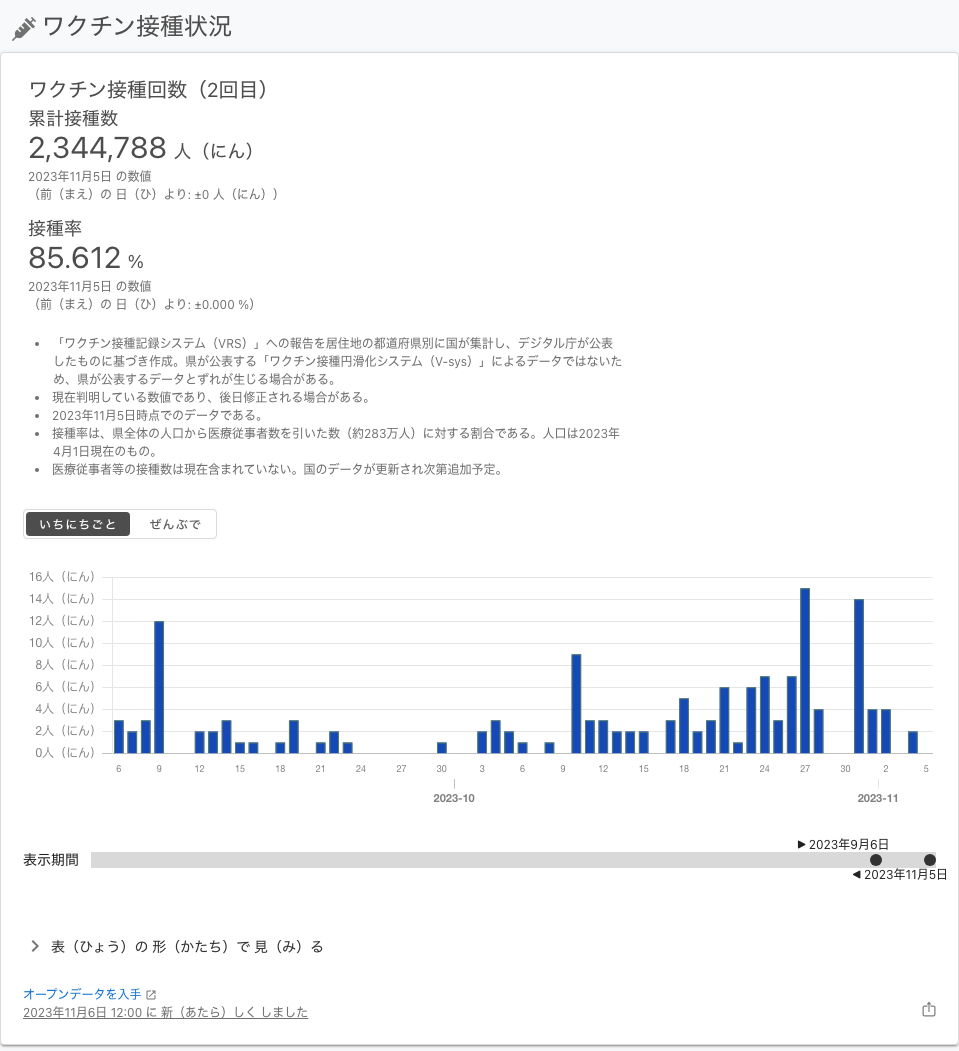 ワクチン接種状況
ワクチン接種回数（2回目）
累計接種数
2,344,788 人（にん）
2023年11月5日 の数値
（前（まえ）の 日（ひ）より: ±0 人（にん））
接種率
85.612 %
2023年11月5日 の数値
（前（まえ）の 日（ひ）より: ±0.000 %）
• 「ワクチン接種記録システム（VRS）」への報告を居住地の都道府県別に国が集計し、デジタル庁が公表
したものに基づき作成。県が公表する「ワクチン接種円滑化システム（V-sys）」によるデータではないた
め、県が公表するデータとずれが生じる場合がある。
• 現在判明している数値であり、後日修正される場合がある。
• 2023年11月5日時点でのデータである。
• 接種率は、県全体の人口から医療従事者数を引いた数（約283万人）に対する割合である。人口は2023年
4月1日現在のもの。
• 医療従事者等の接種数は現在含まれていない。国のデータが更新され次第追加予定。
いちにちごと ぜんぶで
16人（にん）
14人（にん）
12人（にん）
10人（にん）
8人（にん）
6人（にん）
4人（にん）
2人（にん）
0人（にん）
6 9 12 15 18 21 24 27 30 3 6 9 12 15 18 21 24 27 30 2 5
2023-10 2023-11
▶ 2023年9月6日
表示期間
◀ 2023年11月5日
表（ひょう）の 形（かたち）で 見（み）る
オープンデータを入手
2023年11月6日 12:00 に 新（あたら）しく しました